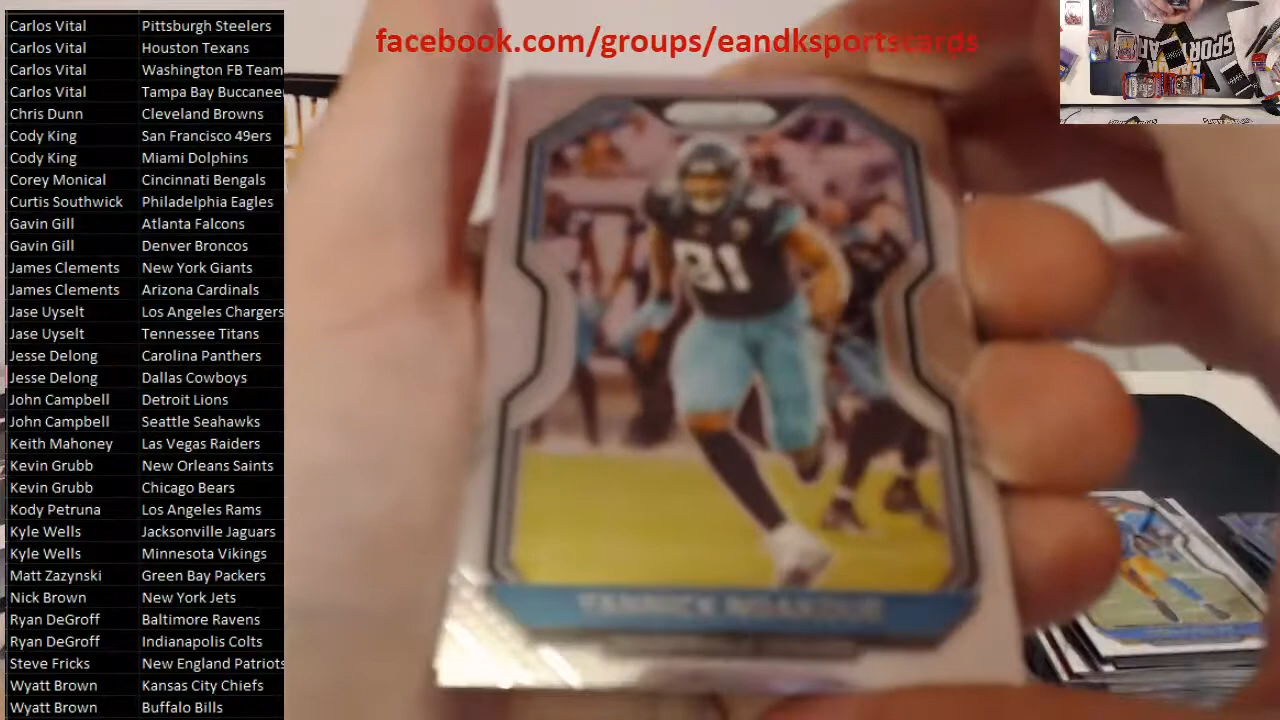 Carlos Vital Pittsburgh Steelers
Carlos Vital Houston Texans
Carlos Vital Washington FB Team
Carlos Vital Tampa Bay Buccanee
Chris Dunn Cleveland Browns
Cody King San Francisco 49ers
Cody King Miami Dolphins
Corey Monical Cincinnati Bengals
Curtis Southwick Philadelphia Eagles
Gavin Gill Atlanta Falcons
Gavin Gill Denver Broncos
James Clements New York Giants
James Clements Arizona Cardinals
Jase Uyselt Los Angeles Chargers
Jase Uyselt Tennessee Titans
Jesse Delong Carolina Panthers
Jesse Delong Dallas Cowboys
John Campbell Detroit Lions
John Campbell Seattle Seahawks
Keith Mahoney Las Vegas Raiders
Kevin Grubb New Orleans Saints
Kevin Grubb Chicago Bears
Kody Petruna Los Angeles Rams
Kyle Wells Jacksonville Jaguars
Kyle Wells Minnesota Vikings
Matt Zazynski Green Bay Packers
Nick Brown New York Jets
Ryan DeGroff Baltimore Ravens
Ryan DeGroff Indianapolis Colts
Steve Fricks New England Patriots
Wyatt Brown Kansas City Chiefs
Wyatt Brown Buffalo Bills
facebook.com/groups/eandksportscards
91
YANNICK NGAKOUE